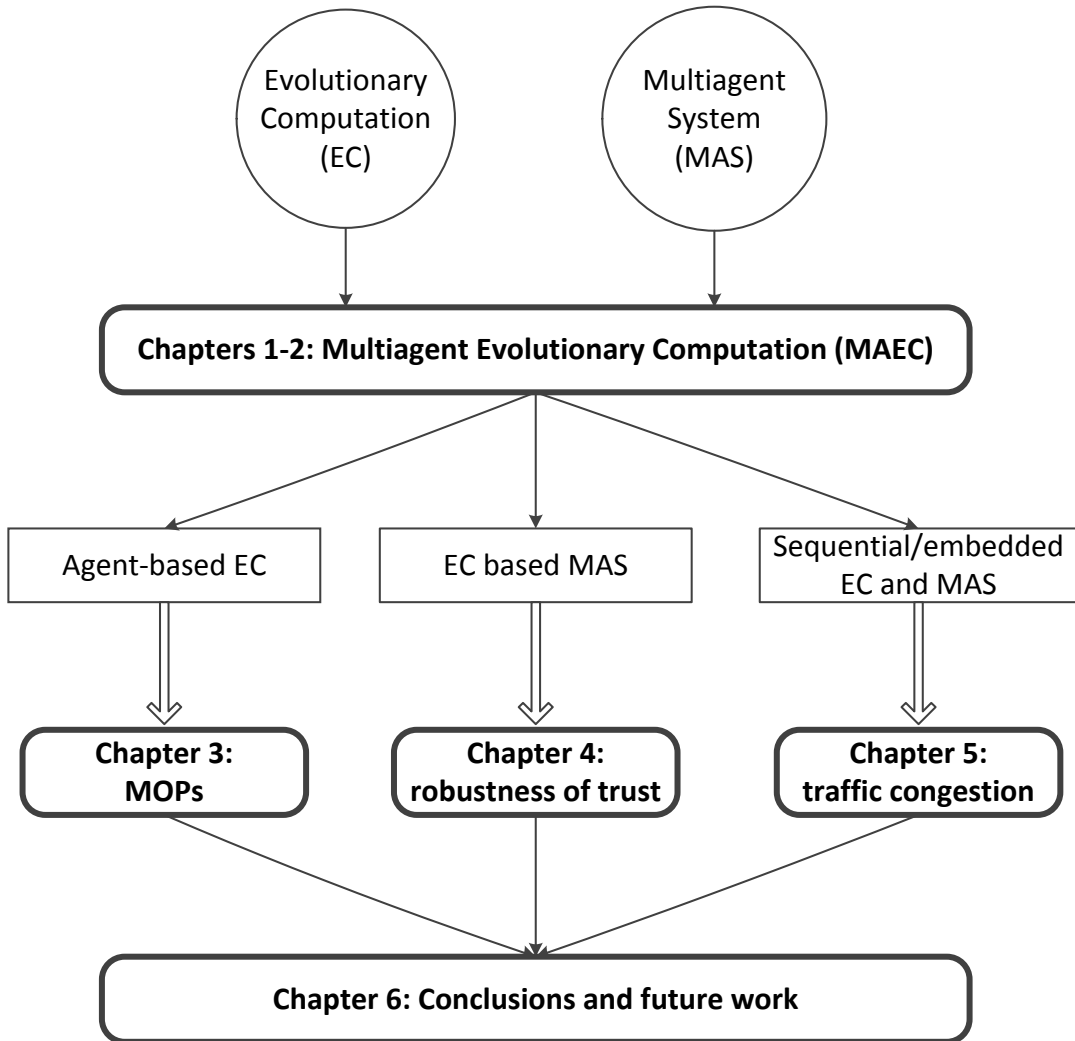 Evolutionary
Computation
(EC)
Multiagent
System
(MAS)
Chapters 1-2: Multiagent Evolutionary Computation (MAEC)
Agent-based EC
EC based MAS
Sequential/embedded
EC and MAS
Chapter 3:
MOPs
Chapter 4:
robustness of trust
Chapter 5:
traffic congestion
Chapter 6: Conclusions and future work